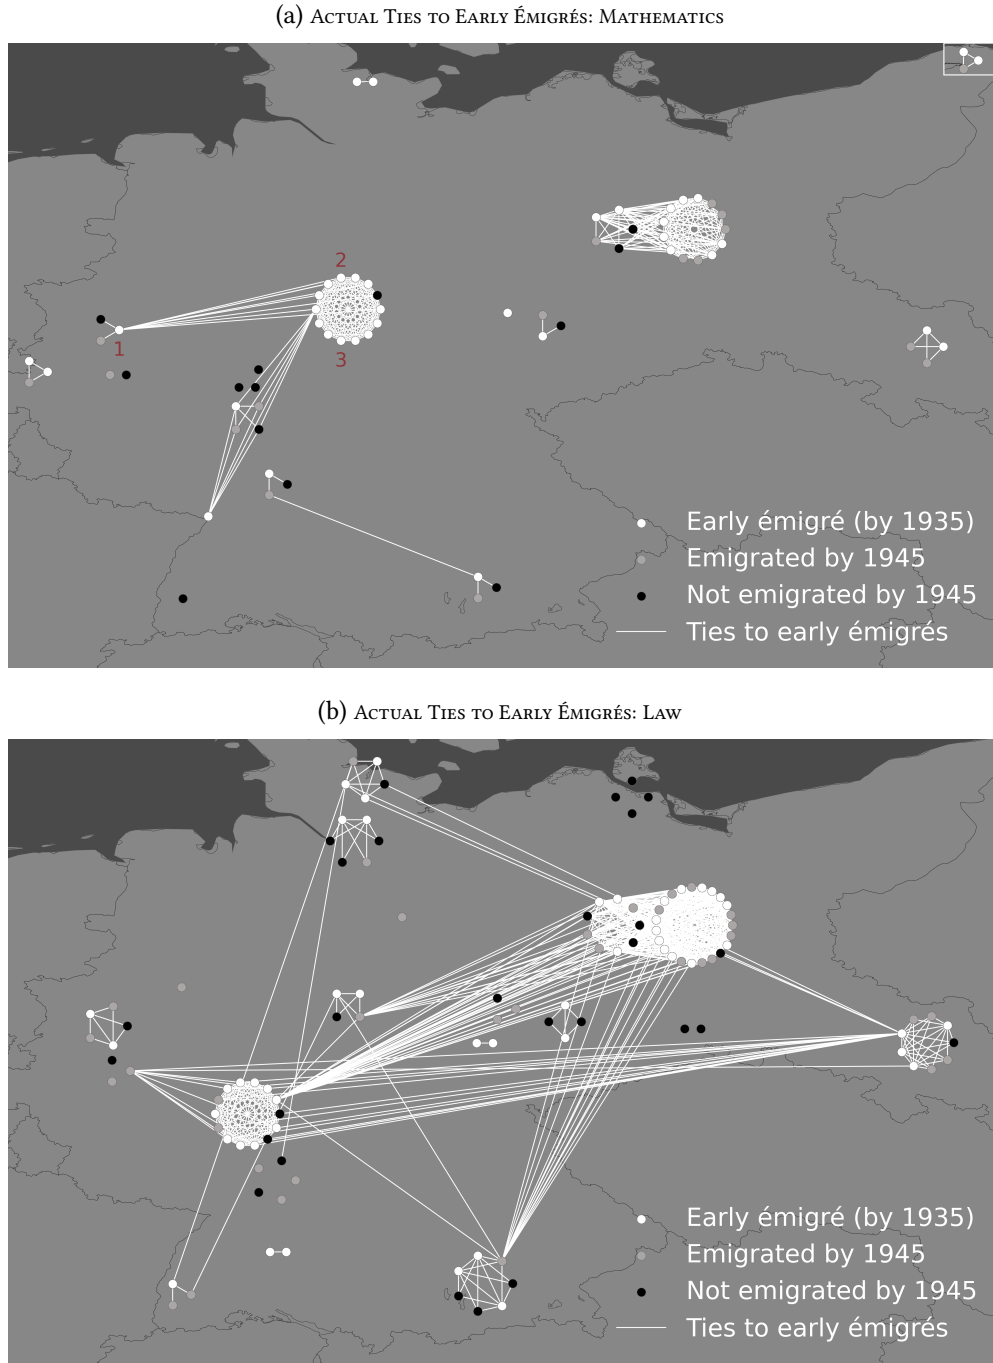 (a) Actual Ties to Early Émigrés: Mathematics
2
1
3
Early émigré (by 1935)
Emigrated by 1945
Not emigrated by 1945
Ties to early émigrés
(b) Actual Ties to Early Émigrés: Law
Early émigré (by 1935)
Emigrated by 1945
Not emigrated by 1945
Ties to early émigrés